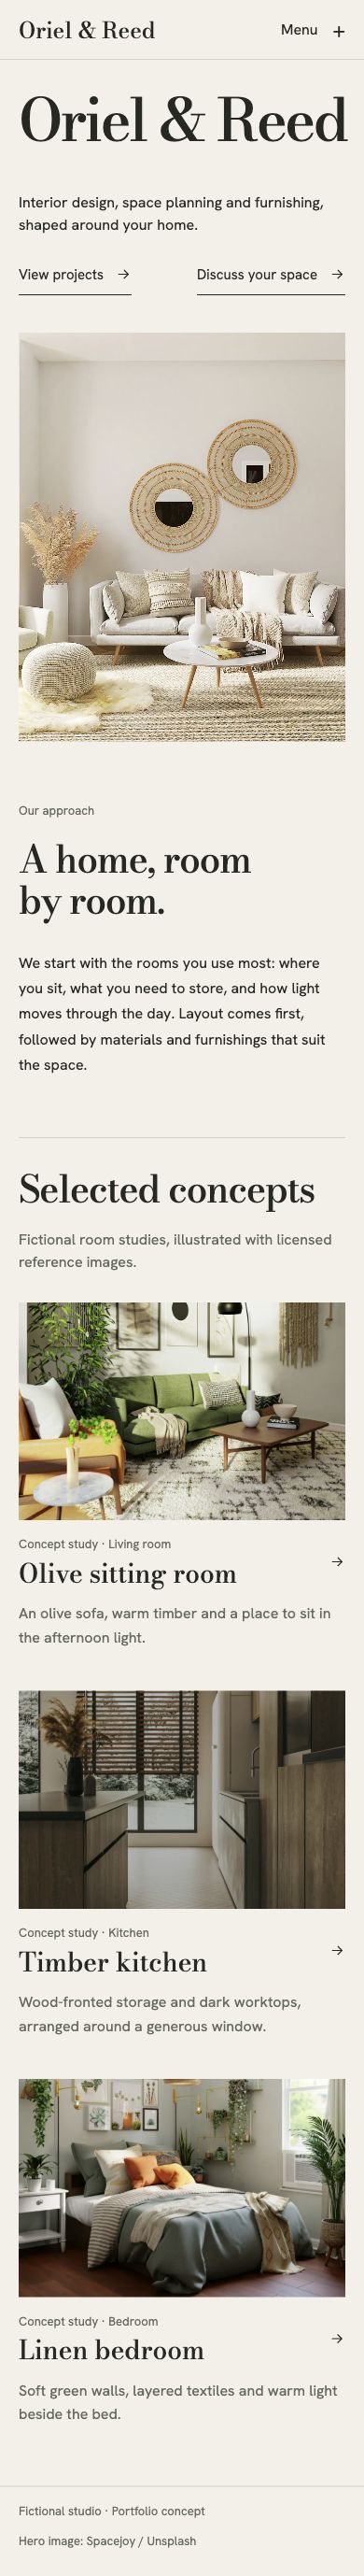 Oriel & Reed
Menu +
Oriel & Reed
Interior design, space planning and furnishing,
shaped around your home.
View projects →
Discuss your space →
Our approach
A home, room
by room.
We start with the rooms you use most: where
you sit, what you need to store, and how light
moves through the day. Layout comes first,
followed by materials and furnishings that suit
the space.
Selected concepts
Fictional room studies, illustrated with licensed
reference images.
Concept study · Living room
Olive sitting room →
An olive sofa, warm timber and a place to sit in
the afternoon light.
Concept study · Kitchen
Timber kitchen →
Wood-fronted storage and dark worktops,
arranged around a generous window.
Concept study · Bedroom
Linen bedroom →
Soft green walls, layered textiles and warm light
beside the bed.
Fictional studio · Portfolio concept
Hero image: Spacejoy / Unsplash